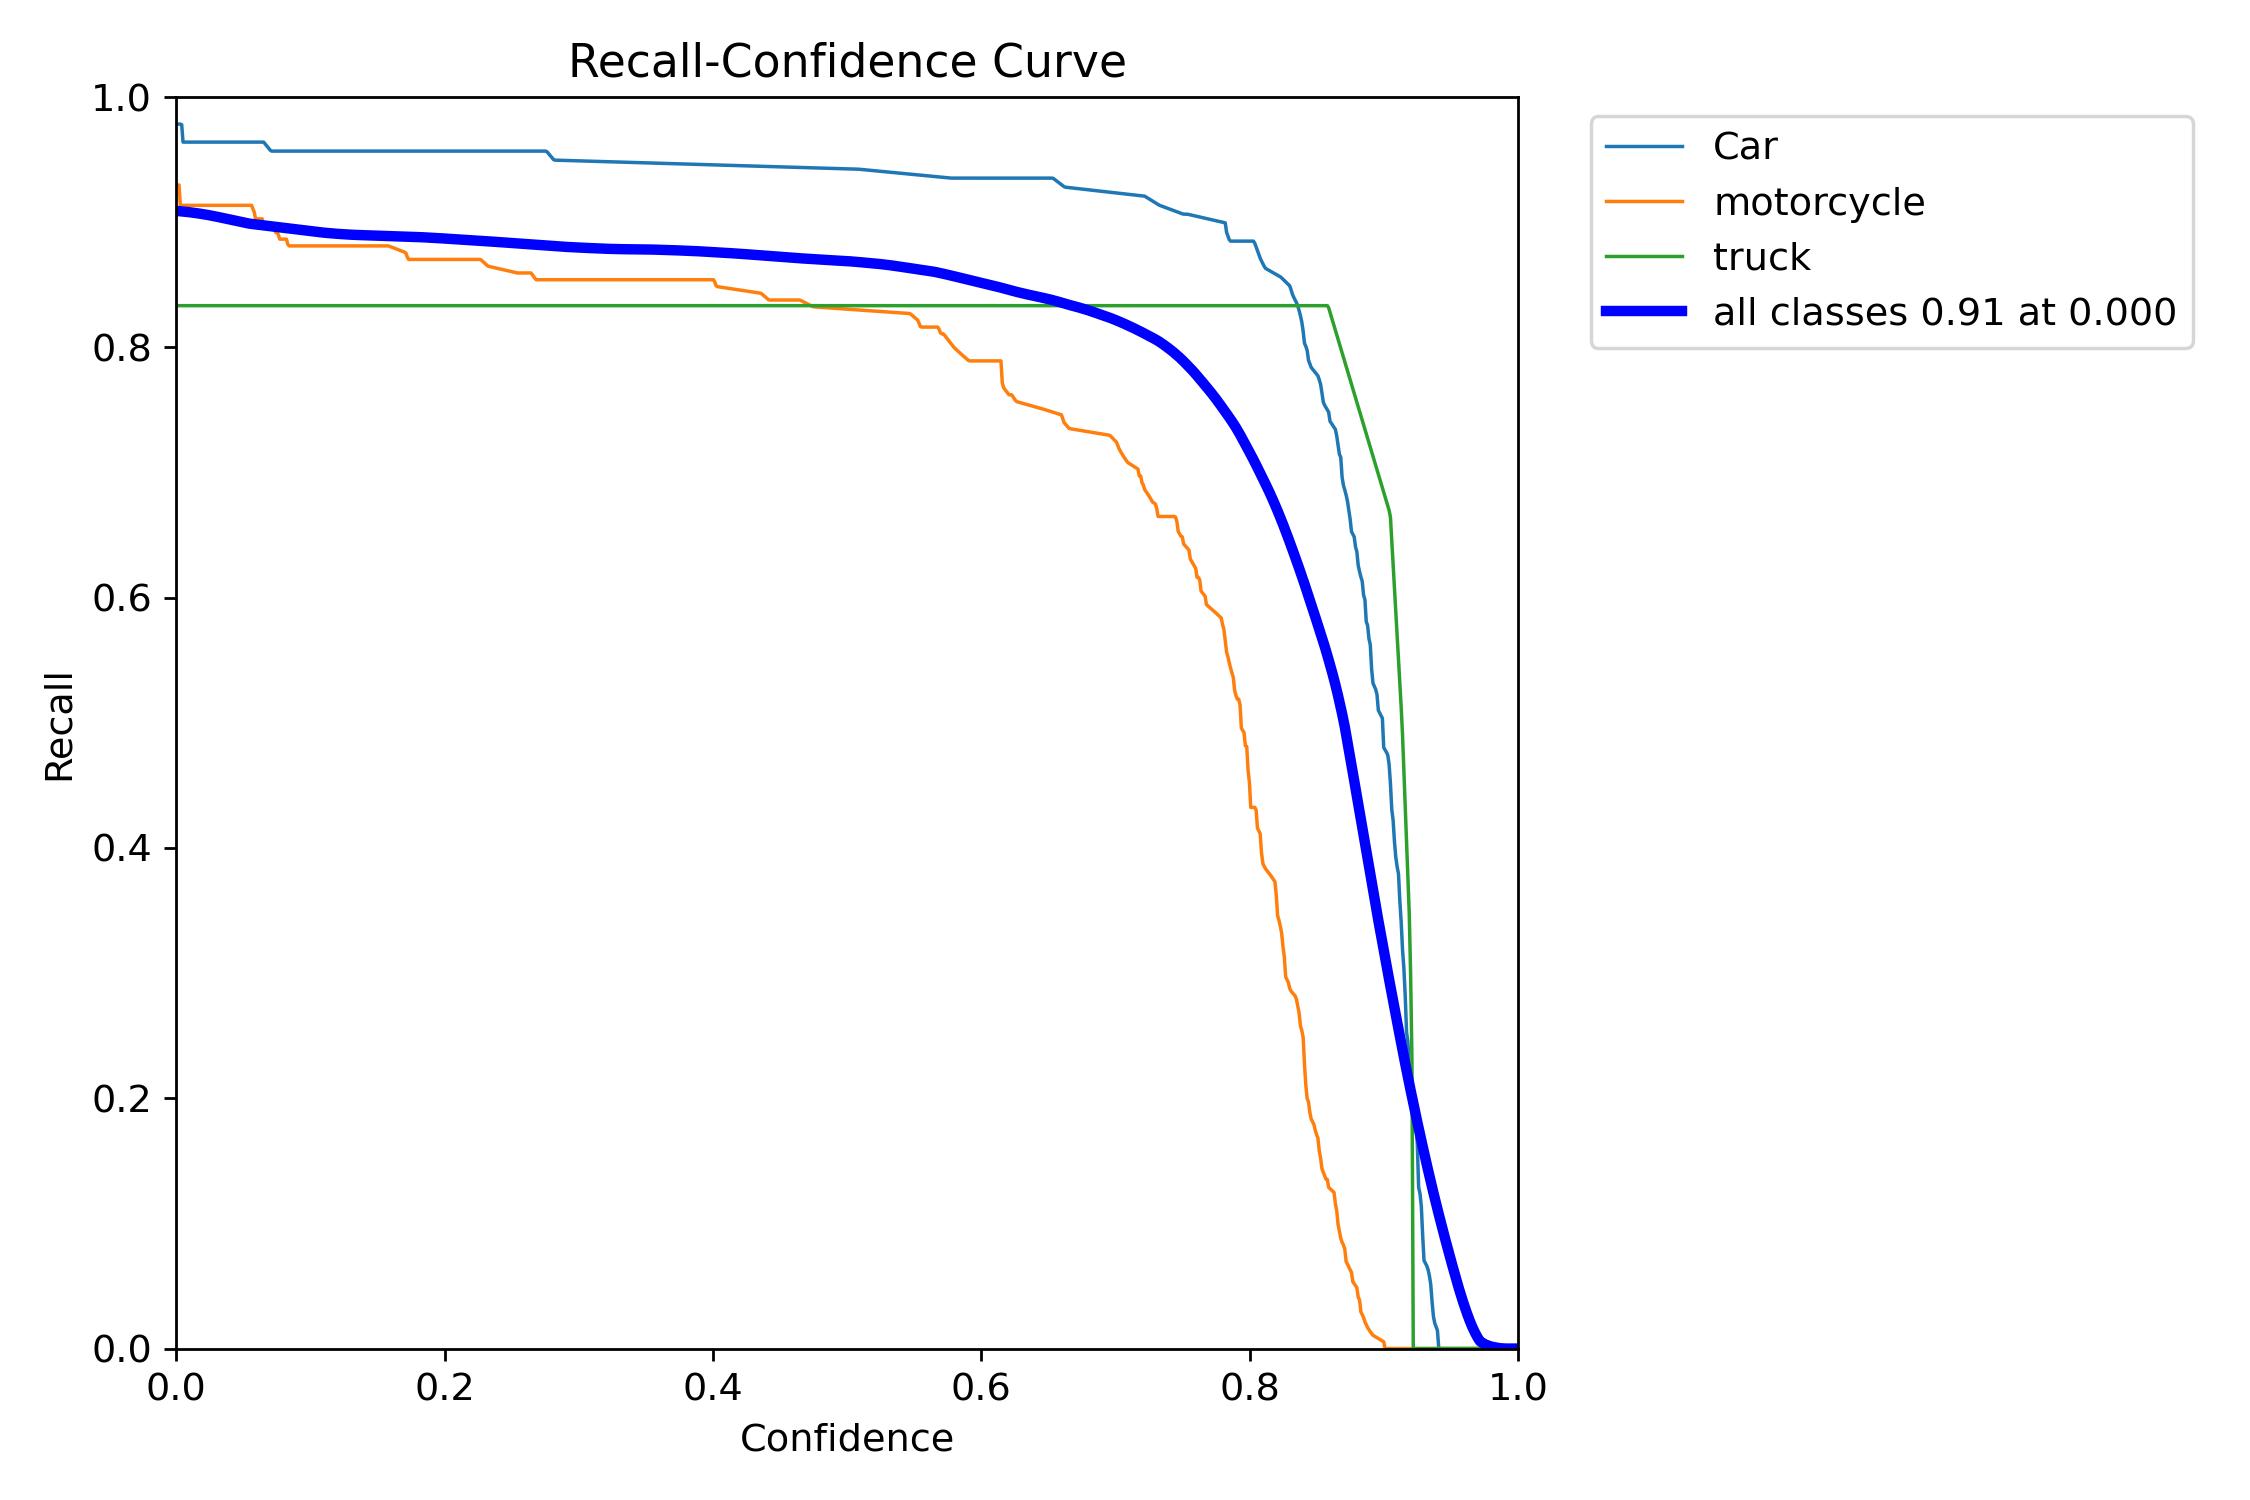 Recall-Confidence Curve
1.0
0.8
0.6
0.4
0.2
0.0
Recall
0.0 0.2 0.4 0.6 0.8 1.0
Confidence
Car
motorcycle
truck
all classes 0.91 at 0.000